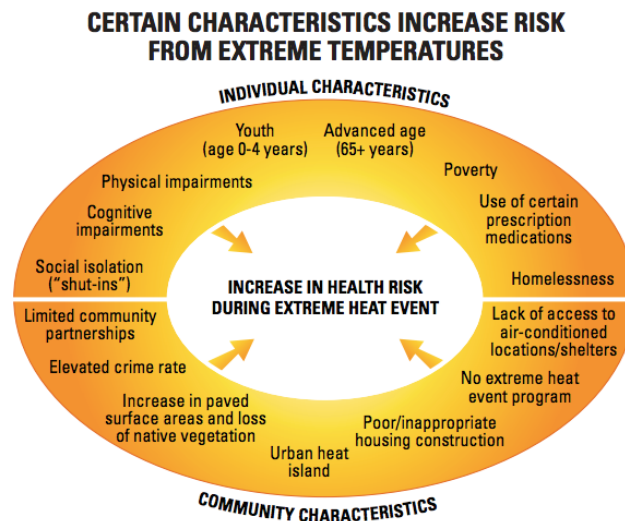 CERTAIN CHARACTERISTICS INCREASE RISK
FROM EXTREME TEMPERATURES
INDIVIDUAL CHARACTERISTICS
Youth
(age 0-4 years)
Advanced age
(65+ years)
Physical impairments
Poverty
Cognitive
impairments
Use of certain
prescription
medications
Social isolation
("shut-ins")
Homelessness
INCREASE IN HEALTH RISK
DURING EXTREME HEAT EVENT
Limited community
partnerships
Lack of access to
air-conditioned
locations/shelters
Elevated crime rate
No extreme heat
event program
Increase in paved
surface areas and loss
of native vegetation
Poor/inappropriate
housing construction
Urban heat
island
COMMUNITY CHARACTERISTICS